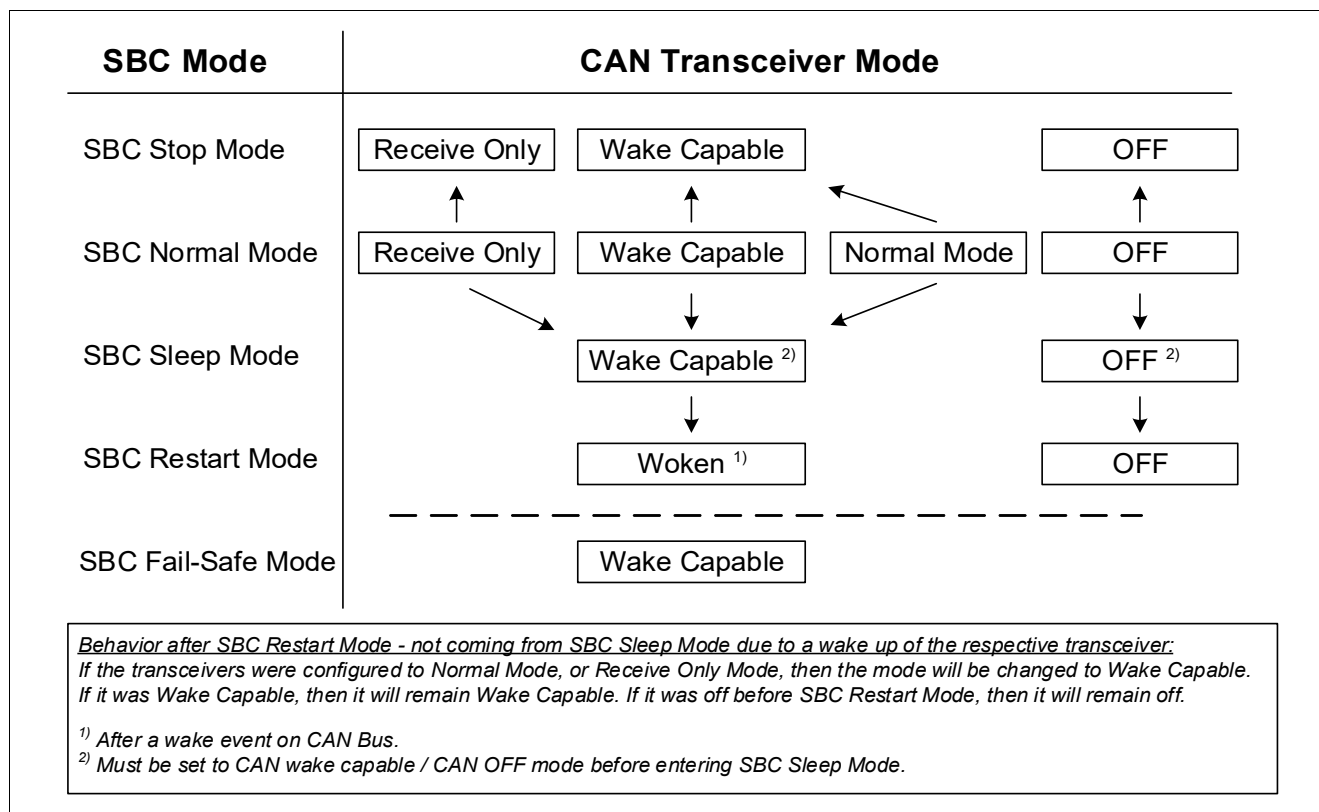 SBC Mode CAN Transceiver Mode
SBC Stop Mode Receive Only Wake Capable OFF
SBC Normal Mode Receive Only Wake Capable Normal Mode OFF
SBC Sleep Mode Wake Capable 2) OFF 2)
SBC Restart Mode Woken 1) OFF
SBC Fail-Safe Mode Wake Capable
Behavior after SBC Restart Mode - not coming from SBC Sleep Mode due to a wake up of the respective transceiver:
If the transceivers were configured to Normal Mode, or Receive Only Mode, then the mode will be changed to Wake Capable.
If it was Wake Capable, then it will remain Wake Capable. If it was off before SBC Restart Mode, then it will remain off.
1) After a wake event on CAN Bus.
2) Must be set to CAN wake capable / CAN OFF mode before entering SBC Sleep Mode.